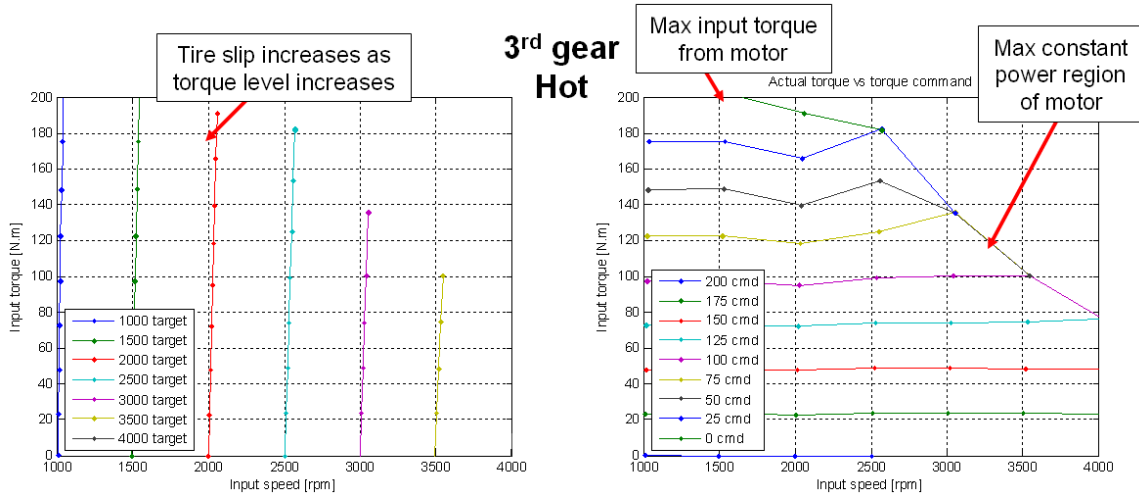 Tire slip increases as
torque level increases
3rd gear
Hot
Max input torque
from motor
Max constant
power region
of motor
Input torque [N.m]
200
180
160
140
120
100
80
60
40
20
0
1000 target
1500 target
2000 target
2500 target
3000 target
3500 target
4000 target
1000
1500
2000
2500
3000
3500
4000
Input speed [rpm]
Actual torque vs torque command
Input torque [N.m]
200
180
160
140
120
100
80
60
40
20
0
200 cmd
175 cmd
150 cmd
125 cmd
100 cmd
75 cmd
50 cmd
25 cmd
0 cmd
1000
1500
2000
2500
3000
3500
4000
Input speed [rpm]